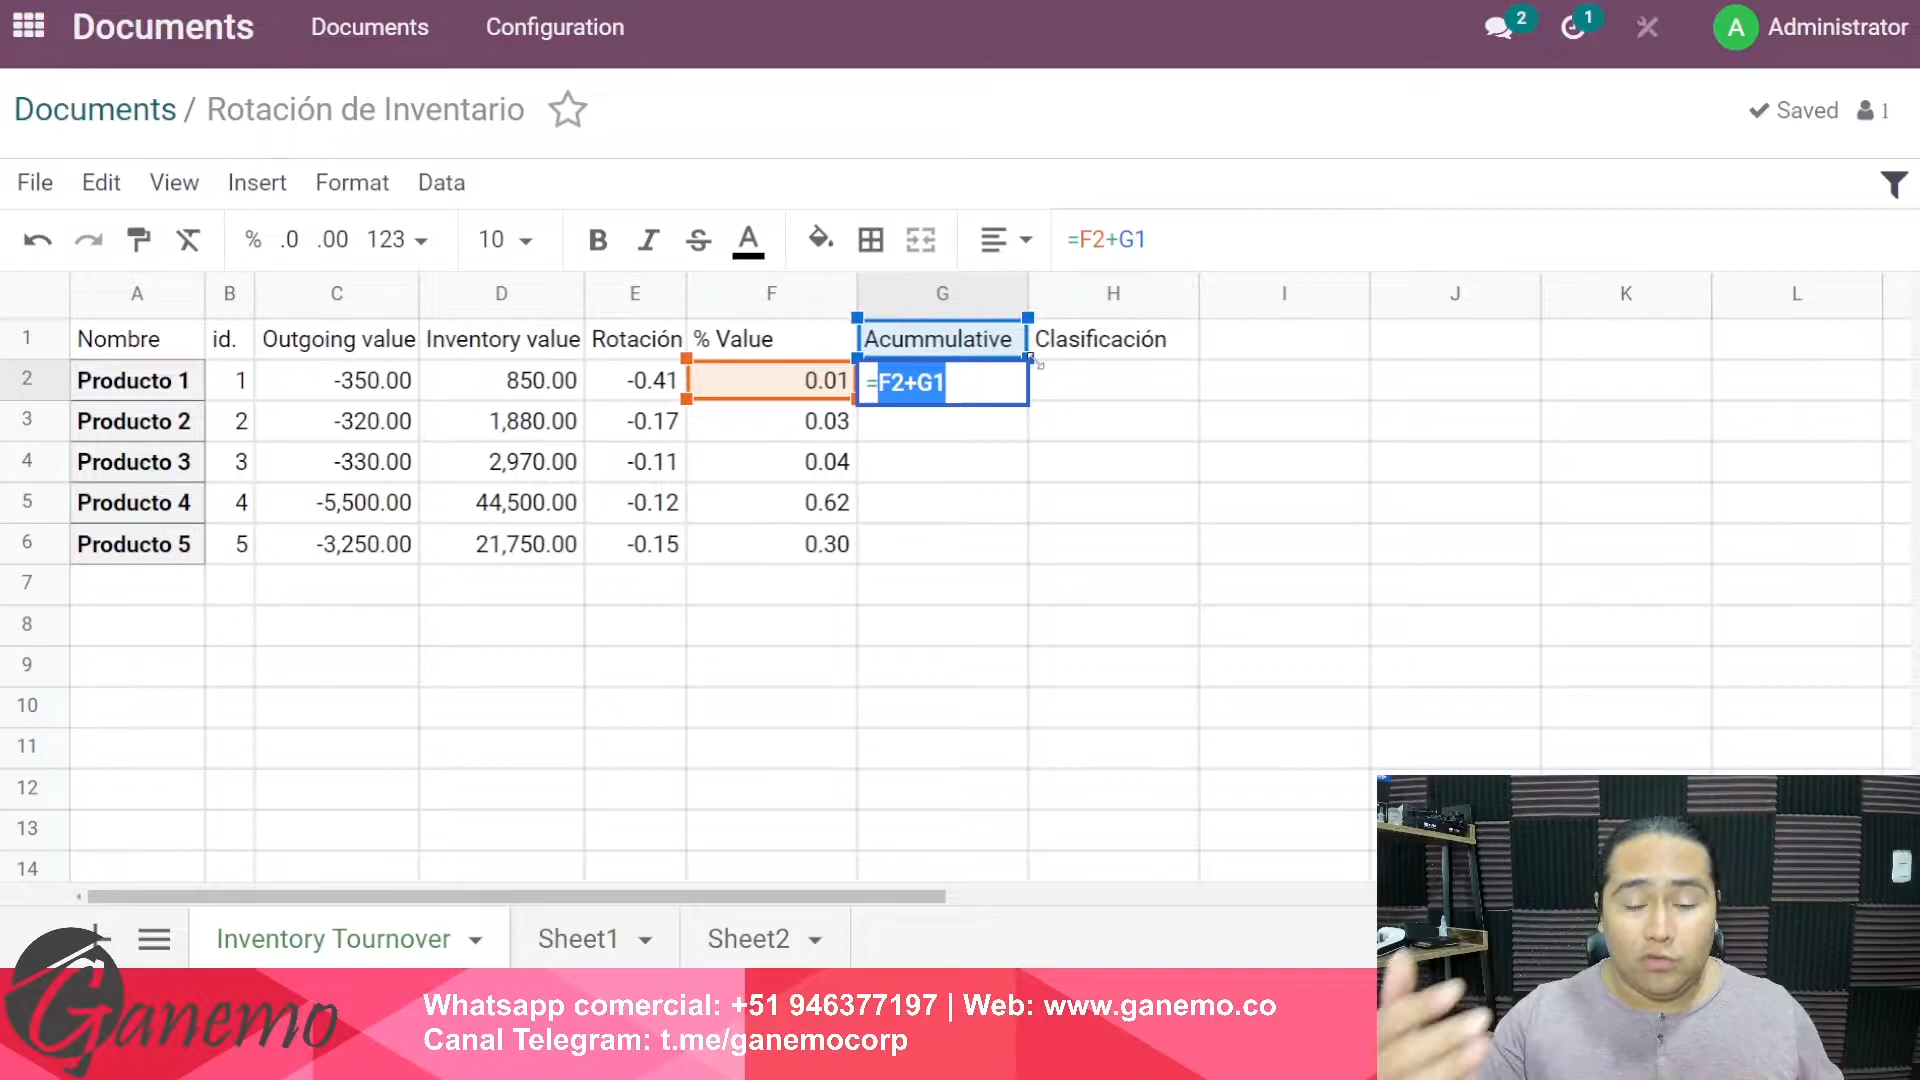 Documents Documents Configuration 2 1 A Administrator
Documents / Rotación de Inventario Saved 1
File Edit View Insert Format Data
% .0 .00 123 10 B I S A =F2+G1
A B C D E F G H I J K L
1 Nombre id. Outgoing value Inventory value Rotación % Value Acummulative Clasificación
2 Producto 1 1 -350.00 850.00 -0.41 0.01 =F2+G1
3 Producto 2 2 -320.00 1,880.00 -0.17 0.03
4 Producto 3 3 -330.00 2,970.00 -0.11 0.04
5 Producto 4 4 -5,500.00 44,500.00 -0.12 0.62
6 Producto 5 5 -3,250.00 21,750.00 -0.15 0.30
7
8
9
10
11
12
13
14
Inventory Tournover Sheet1 Sheet2
Ganemo
Whatsapp comercial: +51 946377197 | Web: www.ganemo.co
Canal Telegram: t.me/ganemocorp